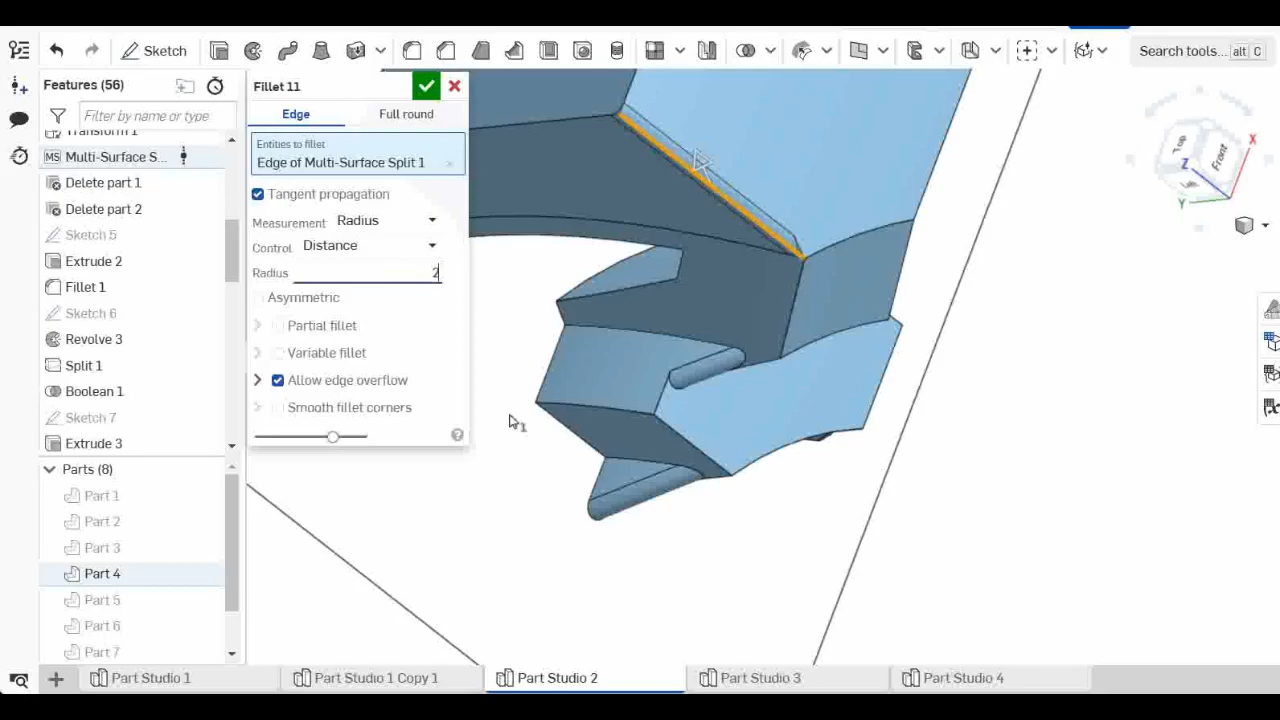 Sketch
Search tools... alt C
Features (56)
Filter by name or type
Transform 1
MS Multi-Surface S...
Delete part 1
Delete part 2
Sketch 5
Extrude 2
Fillet 1
Sketch 6
Revolve 3
Split 1
Boolean 1
Sketch 7
Extrude 3
Parts (8)
Part 1
Part 2
Part 3
Part 4
Part 5
Part 6
Part 7
Fillet 11
Edge Full round
Entities to fillet
Edge of Multi-Surface Split 1
Tangent propagation
Measurement Radius
Control Distance
Radius 2
Asymmetric
Partial fillet
Variable fillet
Allow edge overflow
Smooth fillet corners
1
Top Front
X
Z
Y
Part Studio 1 Part Studio 1 Copy 1 Part Studio 2 Part Studio 3 Part Studio 4